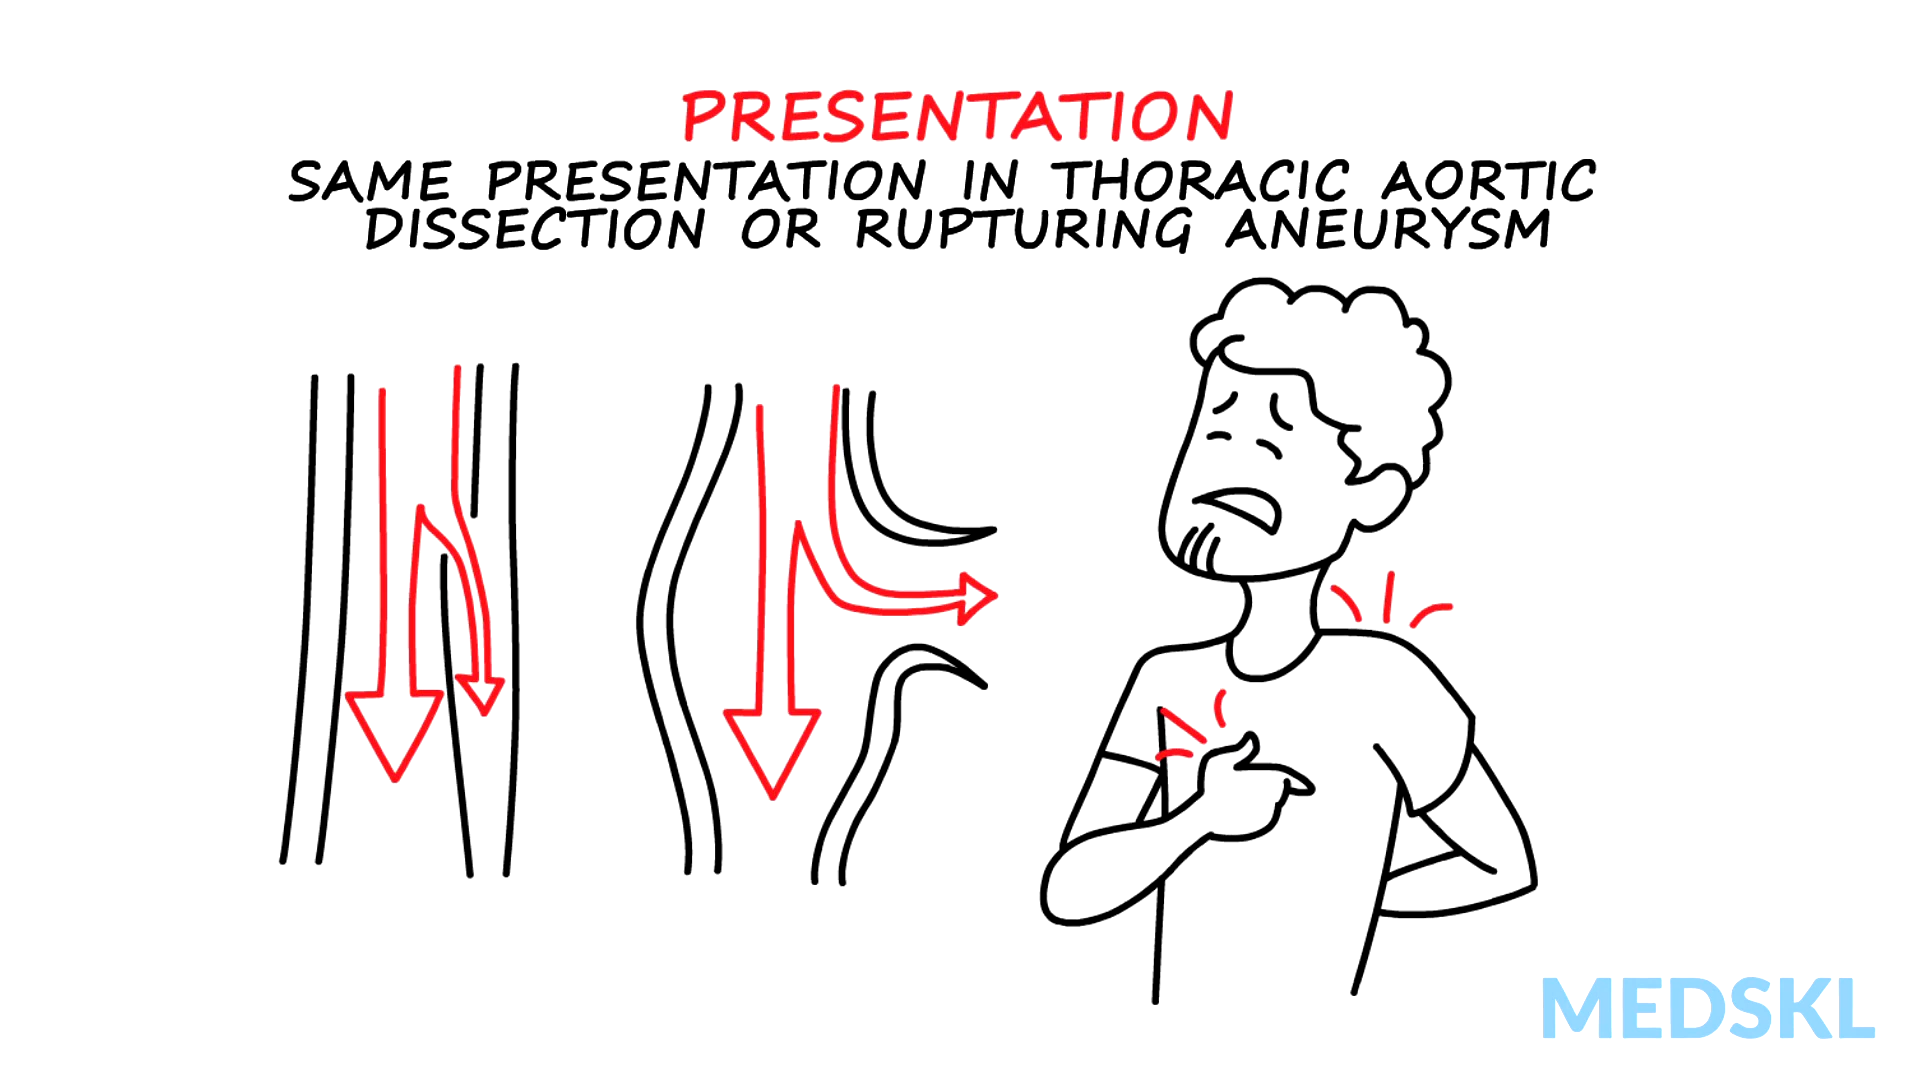 PRESENTATION
SAME PRESENTATION IN THORACIC AORTIC
DISSECTION OR RUPTURING ANEURYSM
MEDSKL